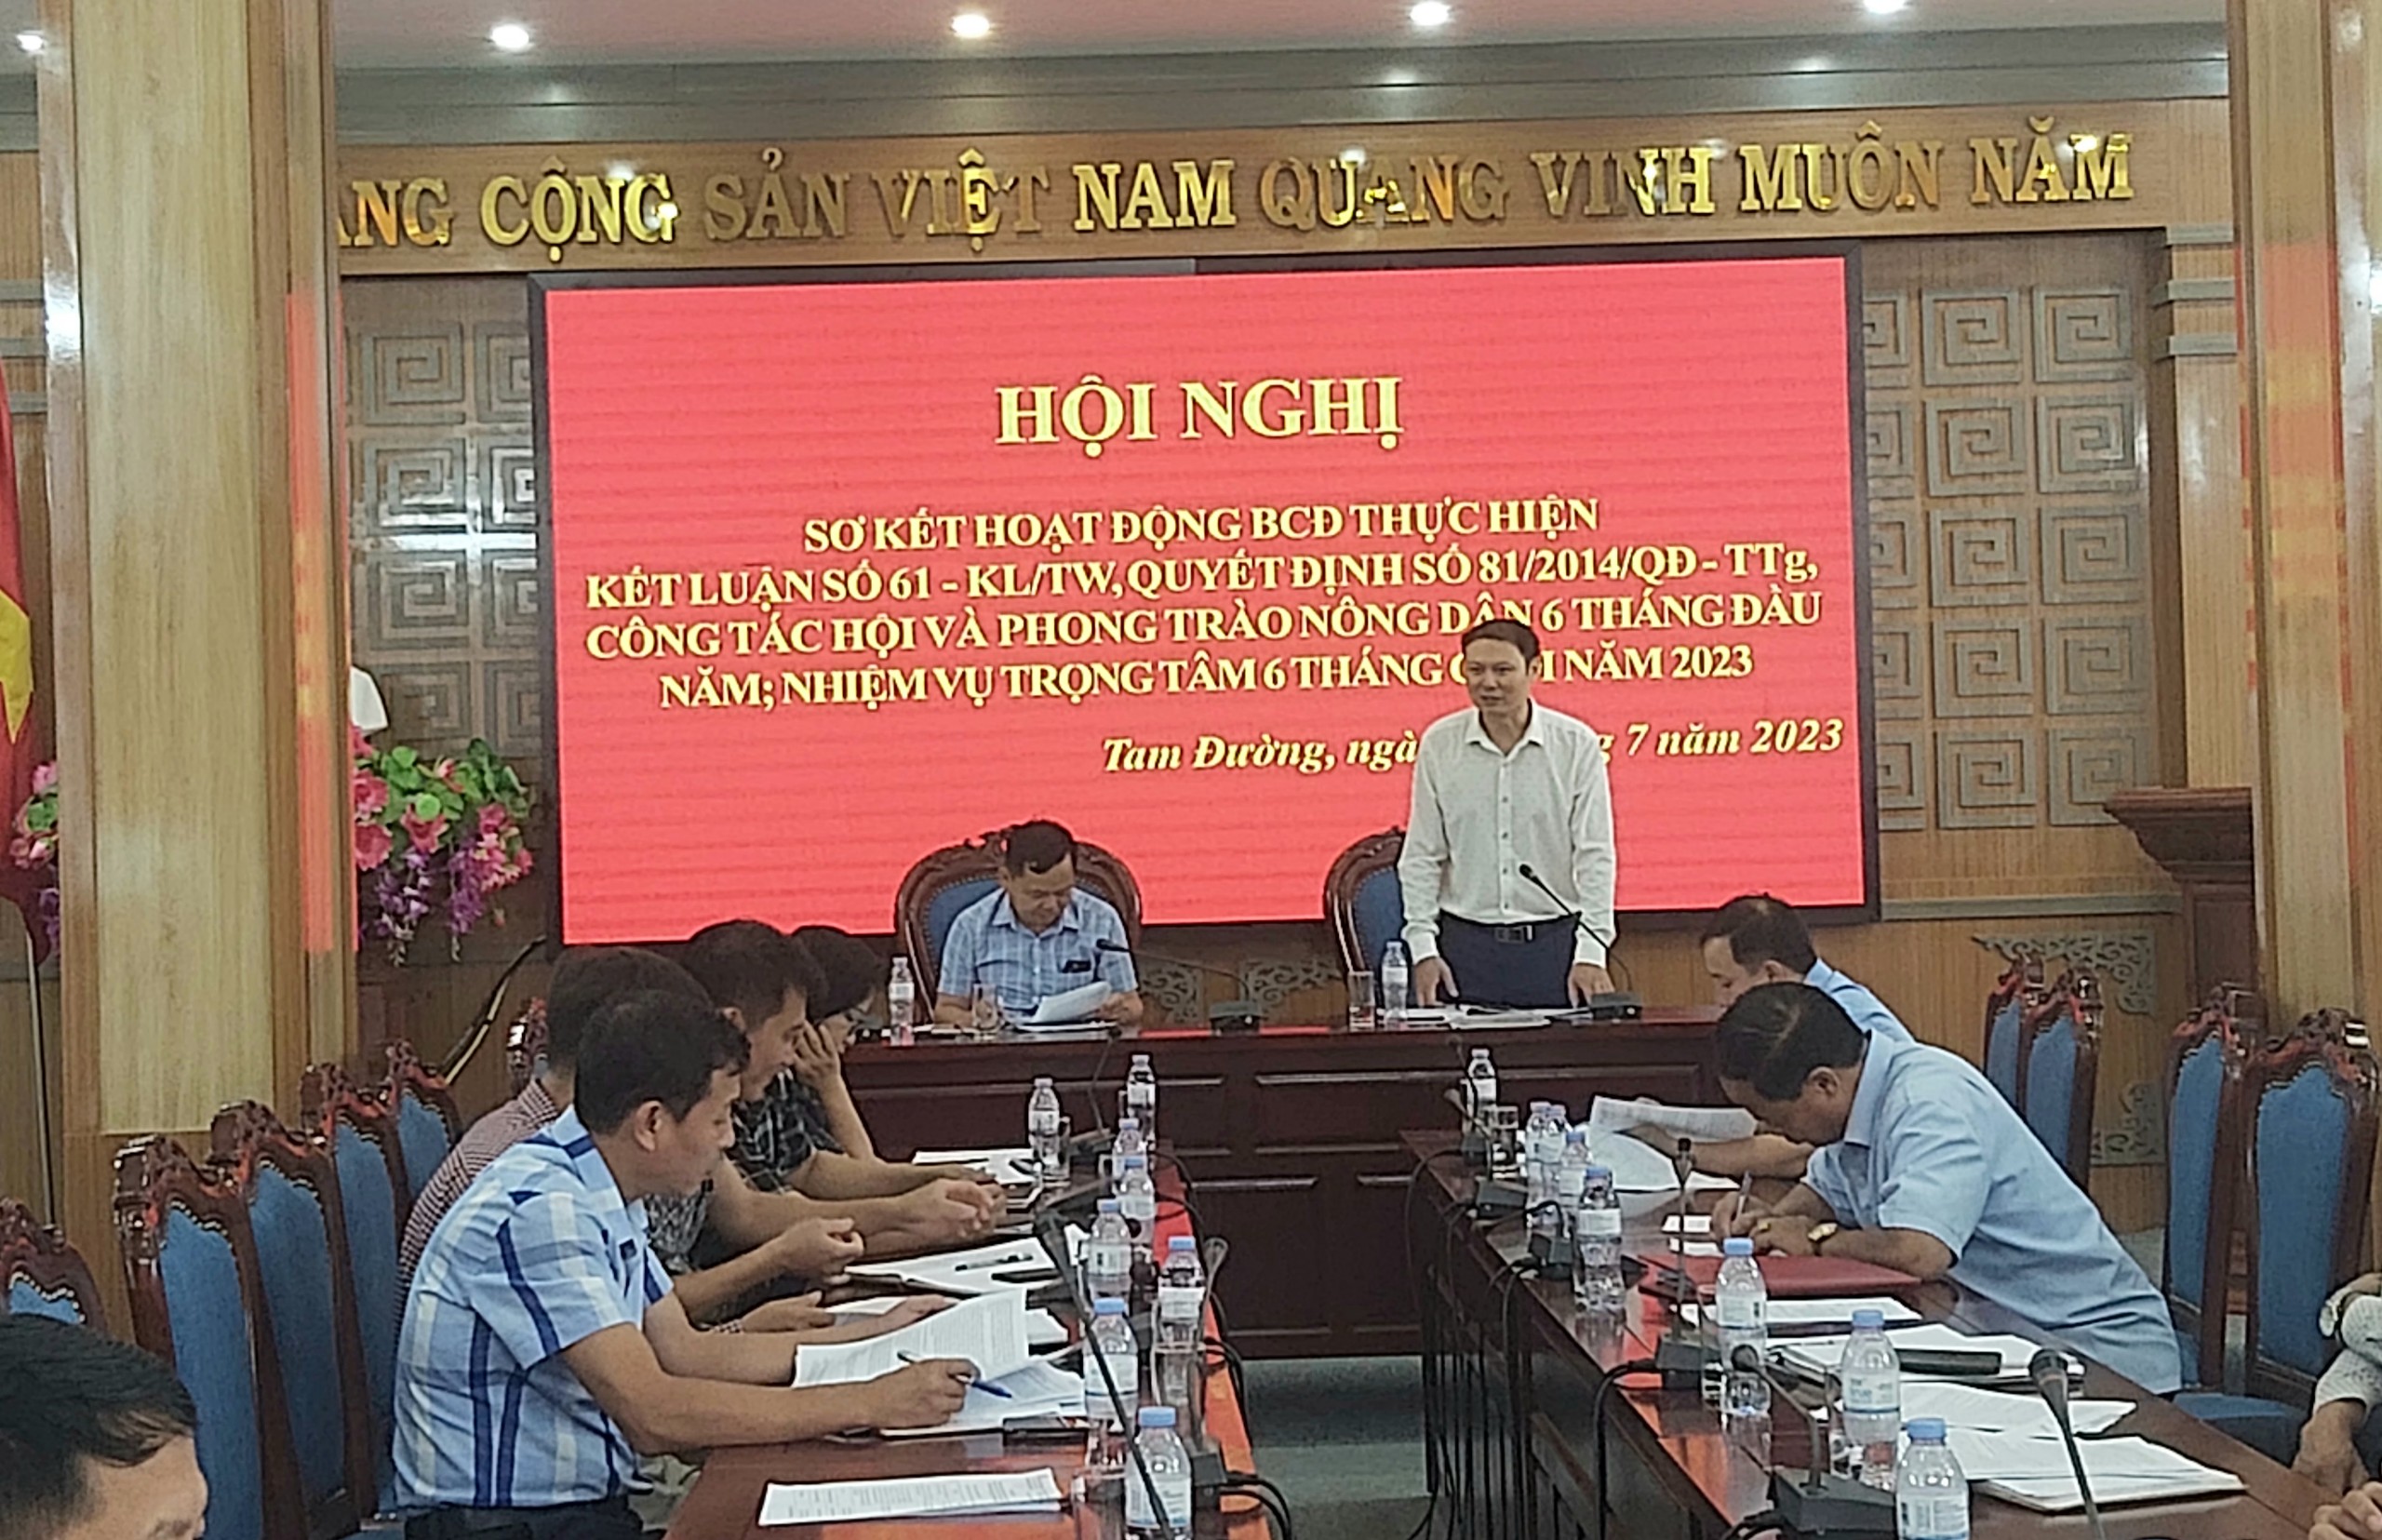 CỘNG SẢN VIỆT NAM QUANG VINH MUÔN NĂM
HỘI NGHỊ
SƠ KẾT HOẠT ĐỘNG BCĐ THỰC HIỆN
KẾT LUẬN SỐ 61 - KL/TW, QUYẾT ĐỊNH SỐ 81/2014/QĐ - TTg,
CÔNG TÁC HỘI VÀ PHONG TRÀO NÔNG DÂN 6 THÁNG ĐẦU
NĂM; NHIỆM VỤ TRỌNG TÂM 6 THÁNG NĂM 2023
Tam Đường, 7 năm 2023